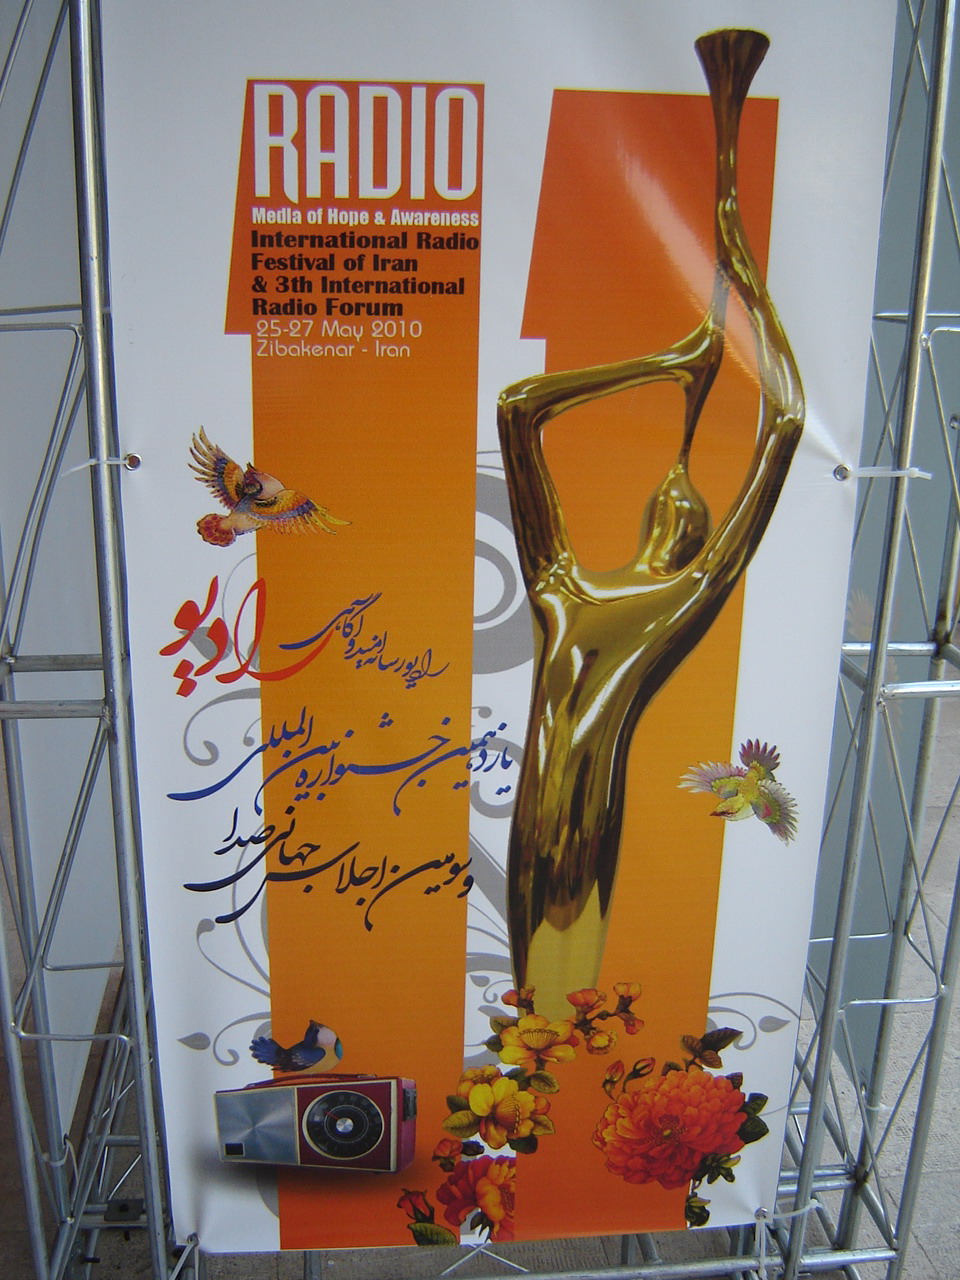 RADIO
Media of Hope & Awareness
International Radio
Festival of Iran
& 3th International
Radio Forum
25-27 May 2010
Zibakenar - Iran
رادیو
رادیو رسانه امید و آگاهی
یازدهمین جشنواره بین المللی
و سومین اجلاس جهانی صدا